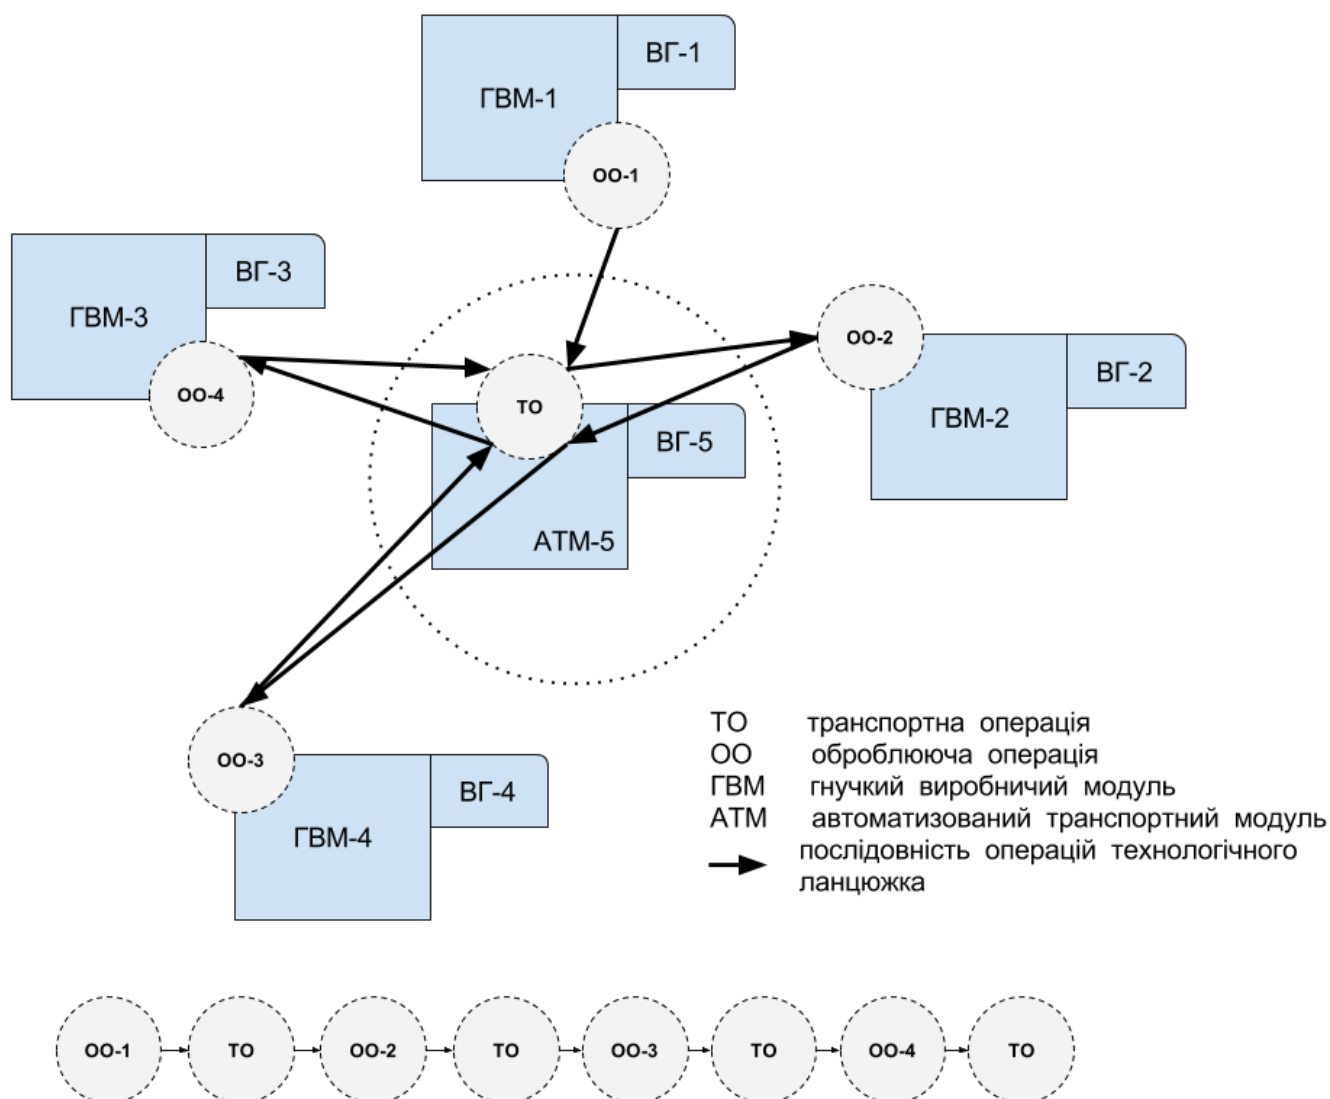 ВГ-1
ГВМ-1
ОО-1
ВГ-3
ГВМ-3
ОО-4
ОО-2
ВГ-2
ГВМ-2
ТО
ВГ-5
АТМ-5
ОО-3
ВГ-4
ГВМ-4
ТО транспортна операція
ОО оброблююча операція
ГВМ гнучкий виробничий модуль
АТМ автоматизований транспортний модуль
послідовність операцій технологічного
ланцюжка
ОО-1 ТО ОО-2 ТО ОО-3 ТО ОО-4 ТО